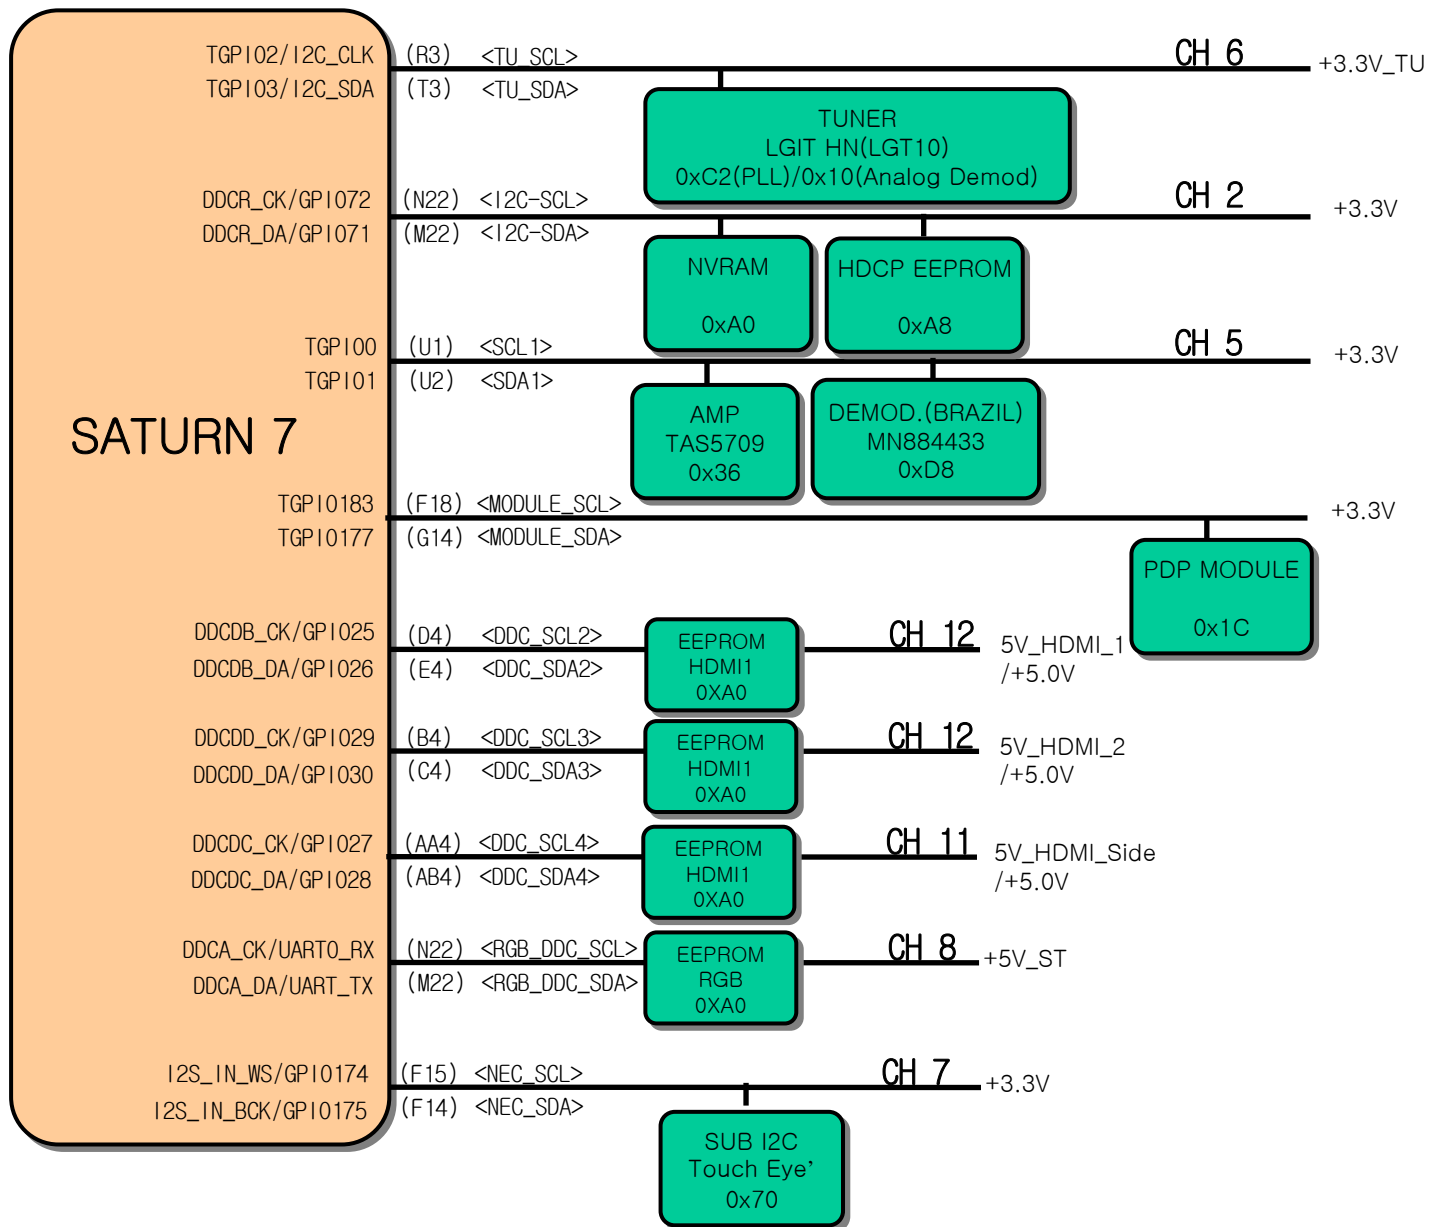 TGPIO2/I2C_CLK (R3) <TU_SCL> CH 6 +3.3V_TU
TGPIO3/I2C_SDA (T3) <TU_SDA>
TUNER
LGIT HN(LGT10)
0xC2(PLL)/0x10(Analog Demod)
DDCR_CK/GPIO72 (N22) <I2C-SCL> CH 2 +3.3V
DDCR_DA/GPIO71 (M22) <I2C-SDA>
NVRAM
0xA0
HDCP EEPROM
0xA8
TGPIO0 (U1) <SCL1> CH 5 +3.3V
TGPIO1 (U2) <SDA1>
AMP
TAS5709
0x36
DEMOD.(BRAZIL)
MN884433
0xD8
SATURN 7
TGPIO183 (F18) <MODULE_SCL> +3.3V
TGPIO177 (G14) <MODULE_SDA>
PDP MODULE
0x1C
DDCDB_CK/GPIO25 (D4) <DDC_SCL2> CH 12 5V_HDMI_1
DDCDB_DA/GPIO26 (E4) <DDC_SDA2> /+5.0V
EEPROM
HDMI1
0XA0
DDCDD_CK/GPIO29 (B4) <DDC_SCL3> CH 12 5V_HDMI_2
DDCDD_DA/GPIO30 (C4) <DDC_SDA3> /+5.0V
EEPROM
HDMI1
0XA0
DDCDC_CK/GPIO27 (AA4) <DDC_SCL4> CH 11 5V_HDMI_Side
DDCDC_DA/GPIO28 (AB4) <DDC_SDA4> /+5.0V
EEPROM
HDMI1
0XA0
DDCA_CK/UART0_RX (N22) <RGB_DDC_SCL> CH 8 +5V_ST
DDCA_DA/UART_TX (M22) <RGB_DDC_SDA>
EEPROM
RGB
0XA0
I2S_IN_WS/GPIO174 (F15) <NEC_SCL> CH 7 +3.3V
I2S_IN_BCK/GPIO175 (F14) <NEC_SDA>
SUB I2C
Touch Eye’
0x70